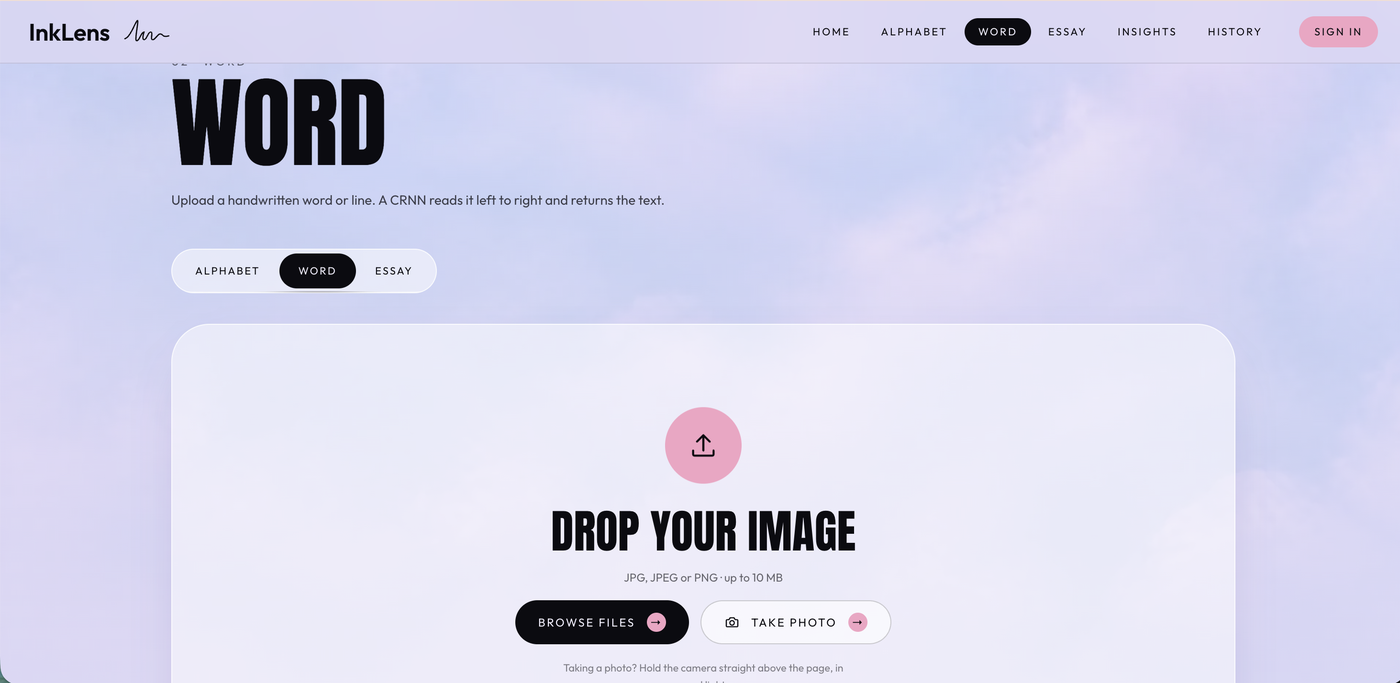 InkLens
HOME ALPHABET WORD ESSAY INSIGHTS HISTORY SIGN IN
WORD
Upload a handwritten word or line. A CRNN reads it left to right and returns the text.
ALPHABET WORD ESSAY
DROP YOUR IMAGE
JPG, JPEG or PNG · up to 10 MB
BROWSE FILES → TAKE PHOTO →
Taking a photo? Hold the camera straight above the page, in